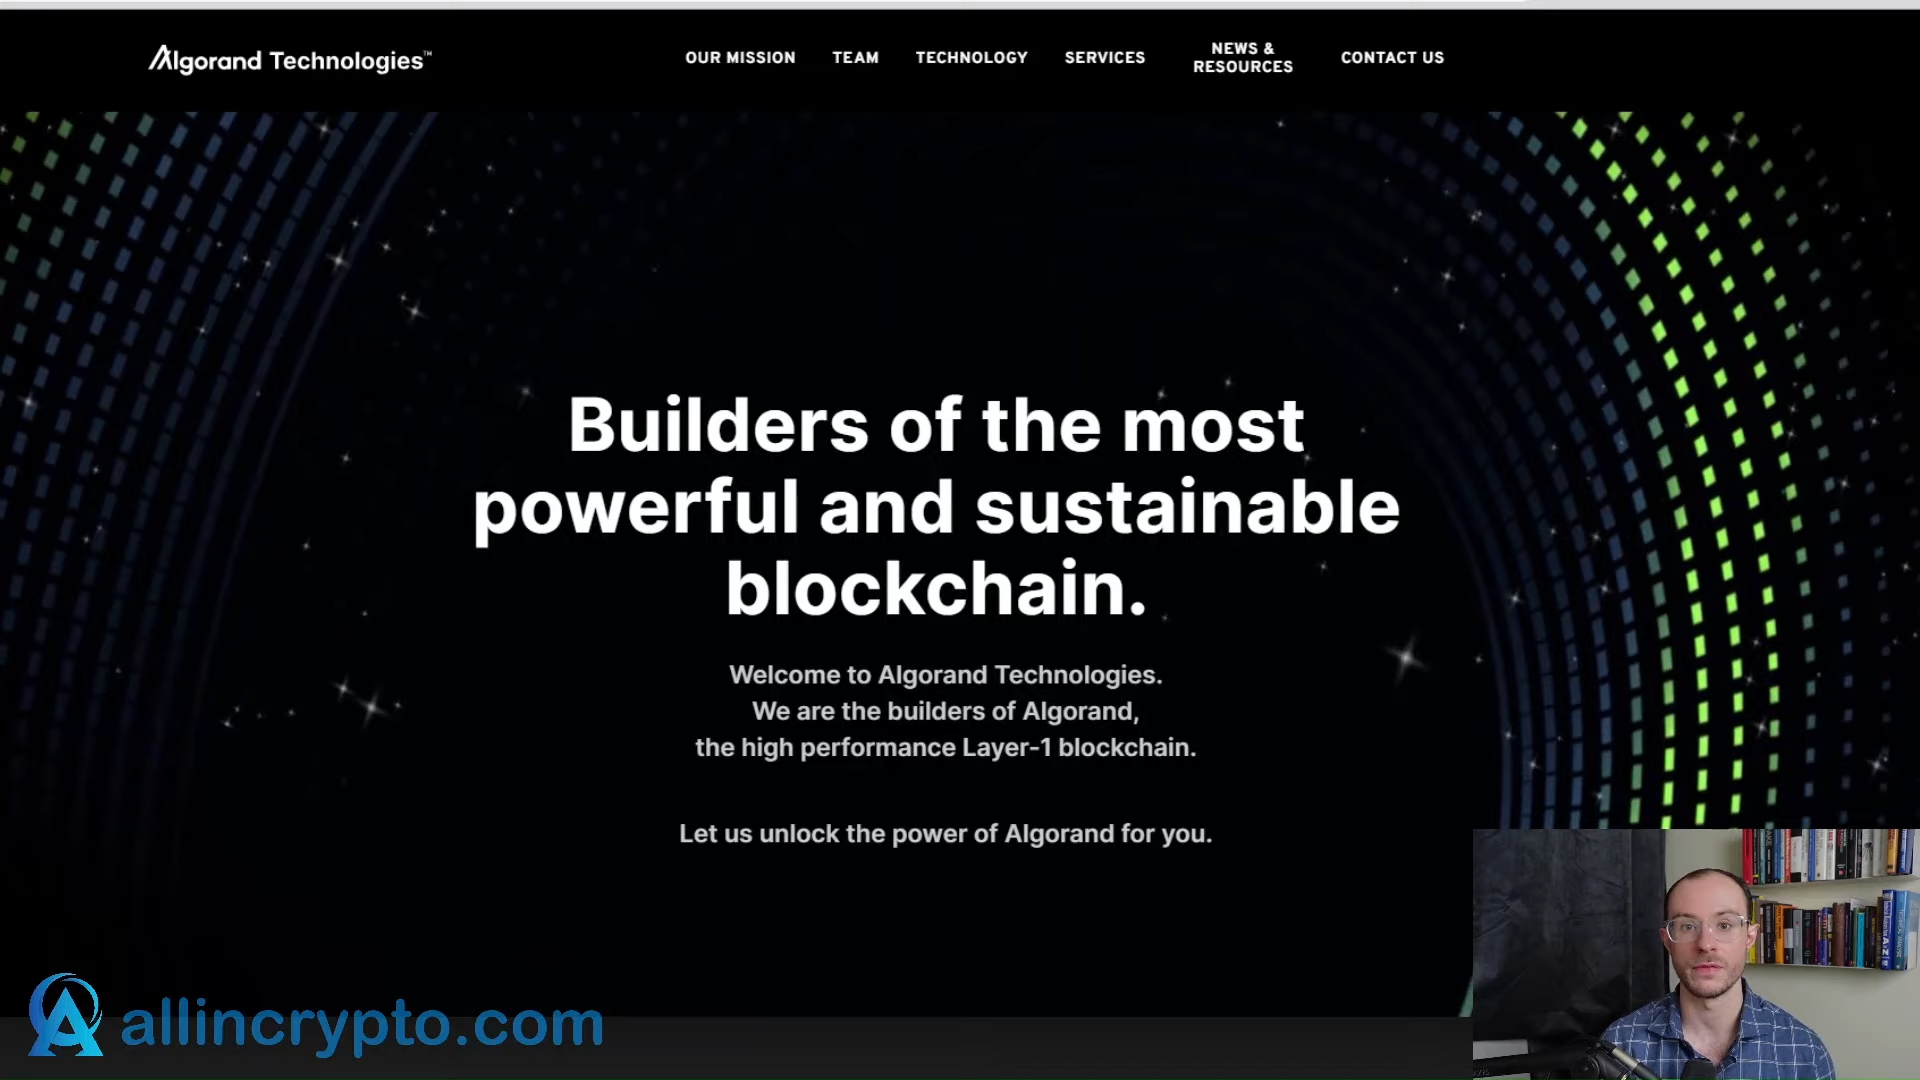 Algorand Technologies™
OUR MISSION
TEAM
TECHNOLOGY
SERVICES
NEWS &
RESOURCES
CONTACT US
Builders of the most
powerful and sustainable
blockchain.
Welcome to Algorand Technologies.
We are the builders of Algorand,
the high performance Layer-1 blockchain.
Let us unlock the power of Algorand for you.
allincrypto.com